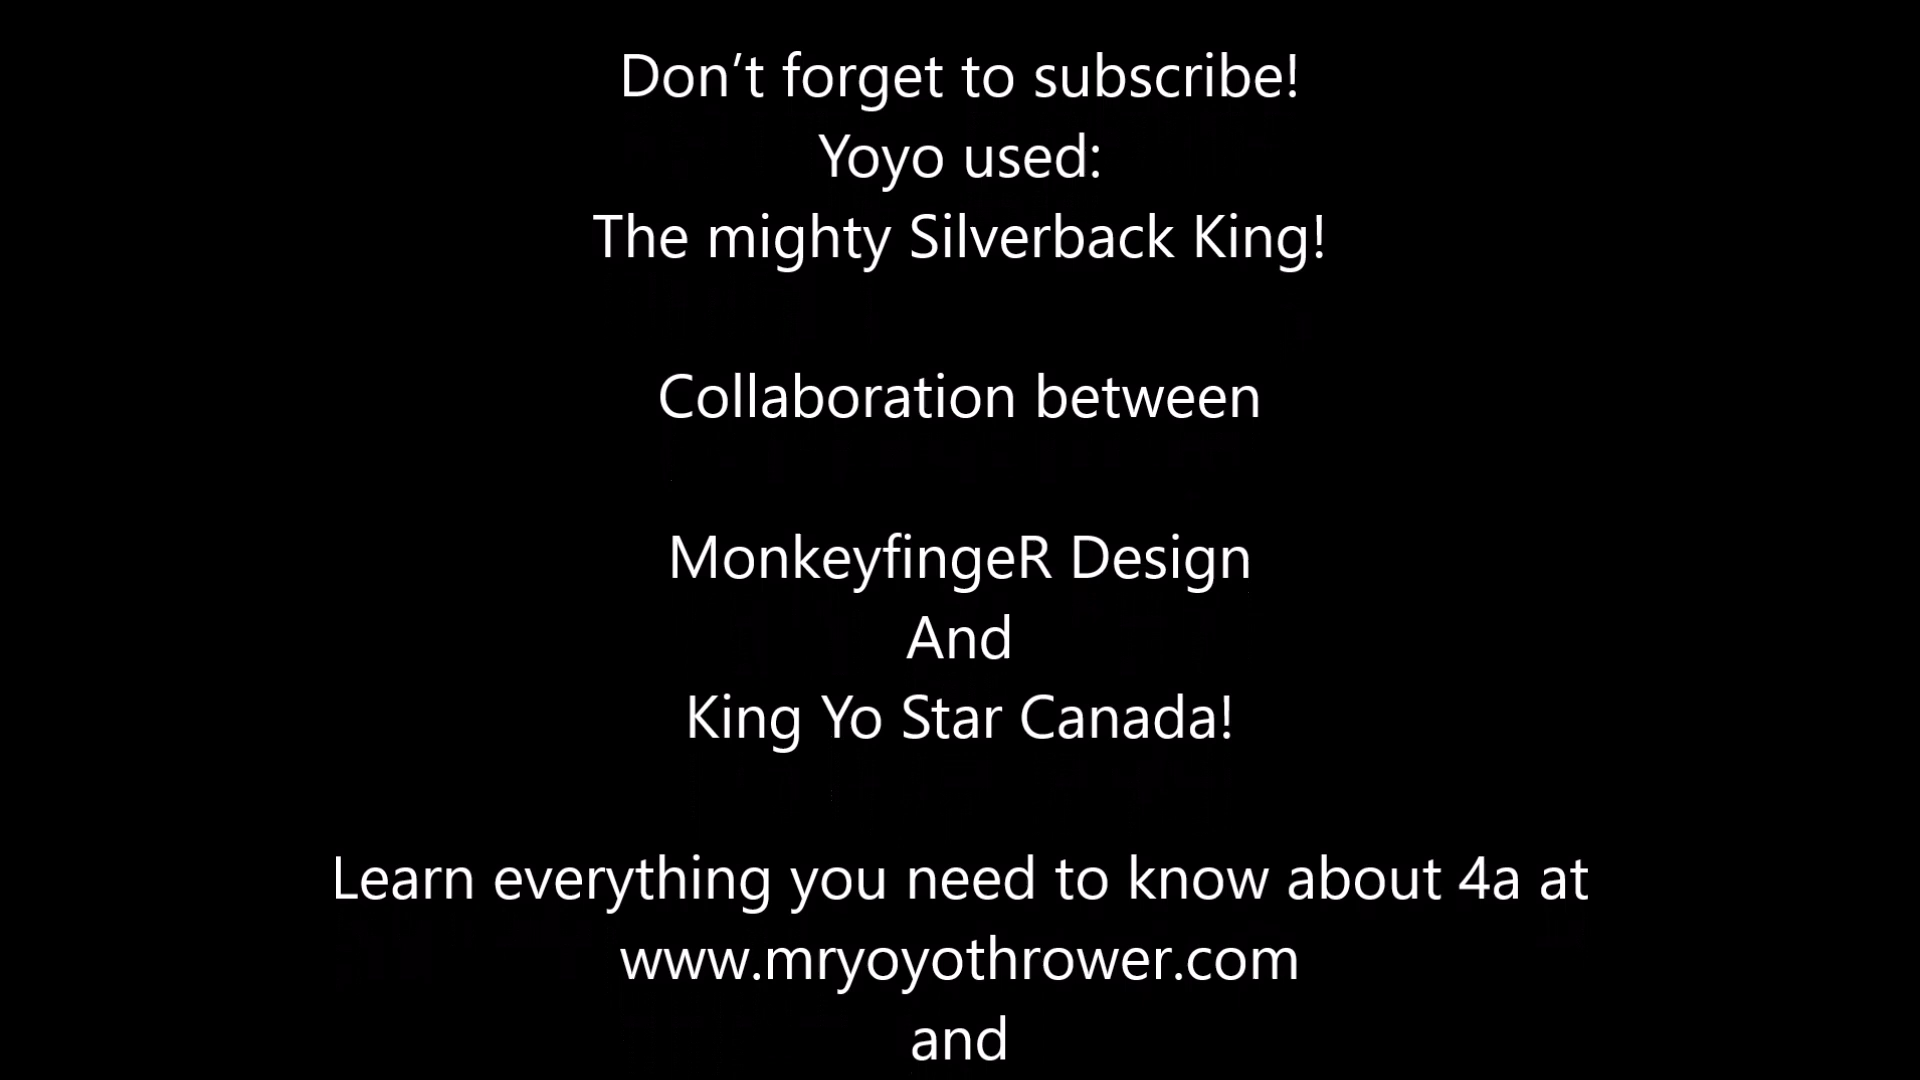 Don’t forget to subscribe!
Yoyo used:
The mighty Silverback King!
Collaboration between
MonkeyfingeR Design
And
King Yo Star Canada!
Learn everything you need to know about 4a at
www.mryoyothrower.com
and